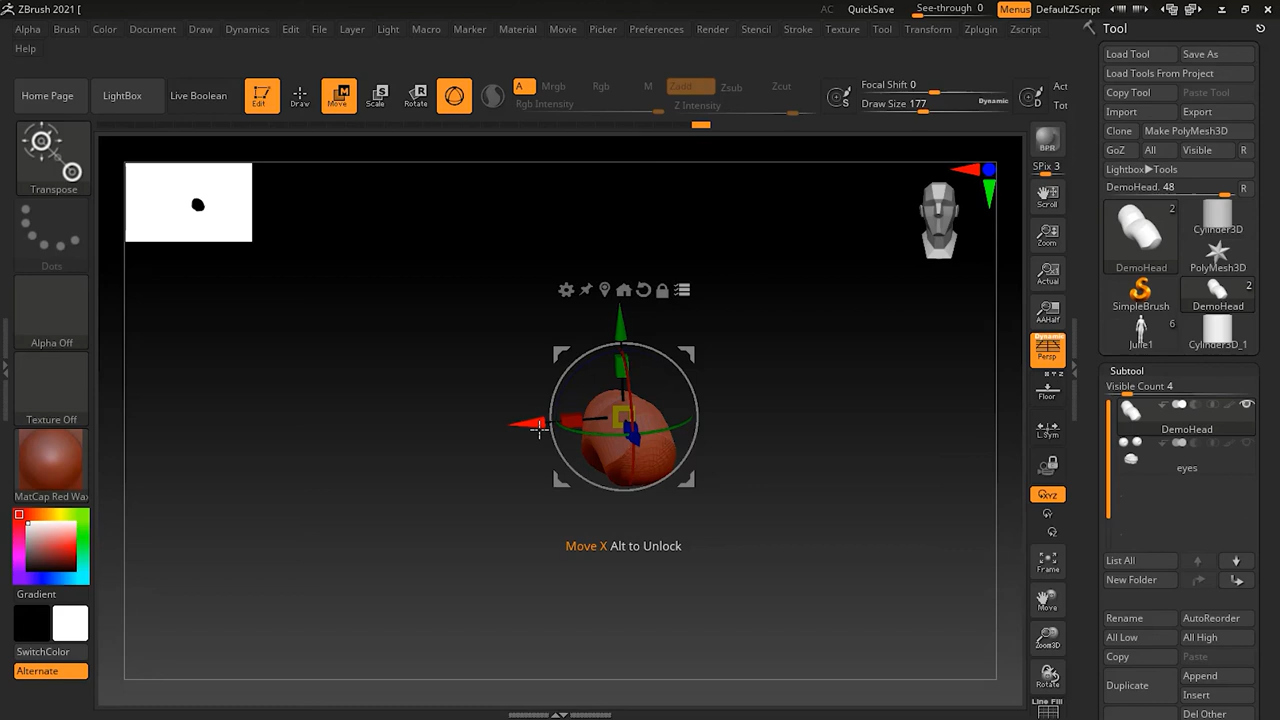 ZBrush 2021 [
AC QuickSave See-through 0 Menus DefaultZScript
Alpha Brush Color Document Draw Dynamics Edit File Layer Light Macro Marker Material Movie Picker Preferences Render Stencil Stroke Texture Tool Transform Zplugin Zscript
Help
Home Page LightBox Live Boolean Edit Draw Move Scale Rotate
A Mrgb Rgb M Zadd Zsub Zcut
Rgb Intensity Z Intensity
Focal Shift 0
Draw Size 177 Dynamic
Act
Tot
Transpose
Dots
Alpha Off
Texture Off
MatCap Red Wax
Gradient
SwitchColor
Alternate
Move X Alt to Unlock
BPR
SPix 3
Scroll
Zoom
Actual
AAHalf
Dynamic
Persp
Floor
L.Sym
XYZ
Frame
Move
Zoom3D
Rotate
Line Fill
Tool
Load Tool Save As
Load Tools From Project
Copy Tool Paste Tool
Import Export
Clone Make PolyMesh3D
GoZ All Visible R
Lightbox▶Tools
DemoHead. 48 R
2
DemoHead Cylinder3D
PolyMesh3D
SimpleBrush DemoHead 2
Julie1 6 Cylinder3D_1
Subtool
Visible Count 4
DemoHead
eyes
List All
New Folder
Rename AutoReorder
All Low All High
Copy Paste
Duplicate Append
Insert
Del Other